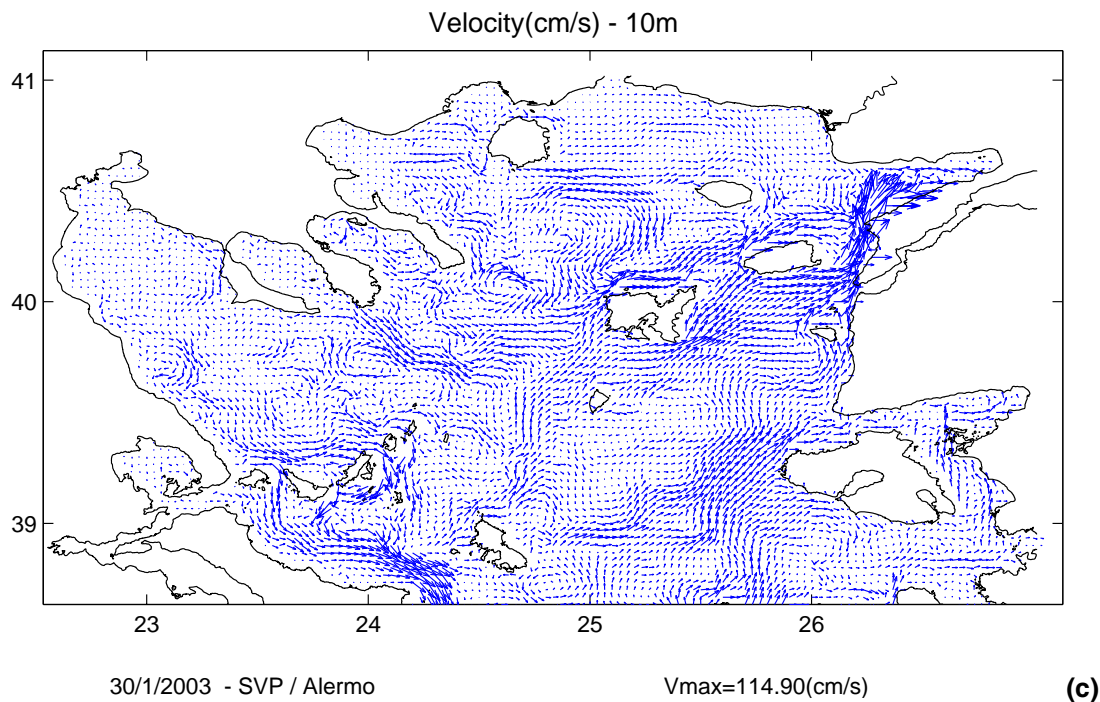 Velocity(cm/s) - 10m
41
40
39
23 24 25 26
30/1/2003 - SVP / Alermo Vmax=114.90(cm/s) (c)